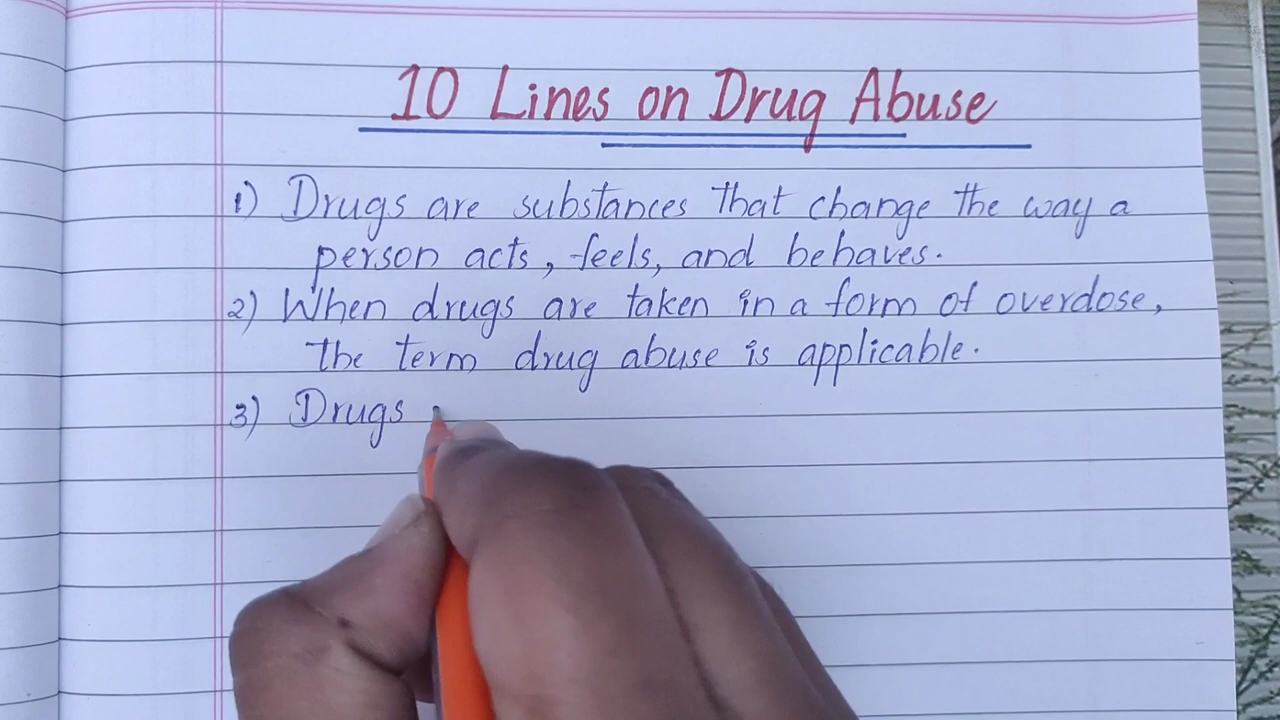 10 Lines on Drug Abuse
1) Drugs are substances that change the way a
person acts, feels, and behaves.
2) When drugs are taken in a form of overdose,
the term drug abuse is applicable.
3) Drugs